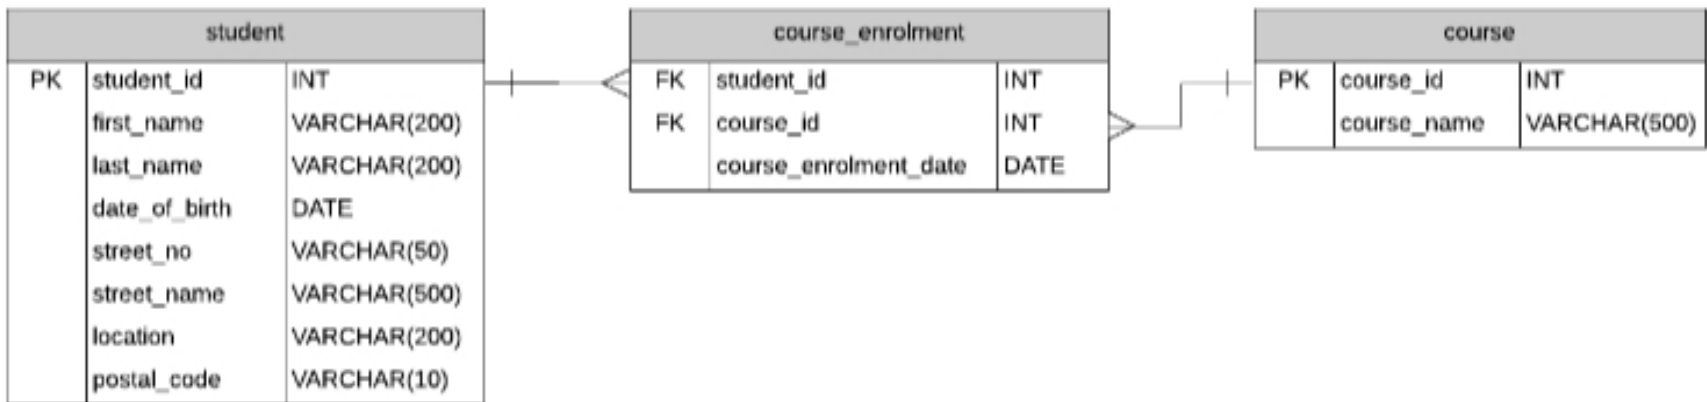 student
PK student_id INT
first_name VARCHAR(200)
last_name VARCHAR(200)
date_of_birth DATE
street_no VARCHAR(50)
street_name VARCHAR(500)
location VARCHAR(200)
postal_code VARCHAR(10)
course_enrolment
FK student_id INT
FK course_id INT
course_enrolment_date DATE
course
PK course_id INT
course_name VARCHAR(500)